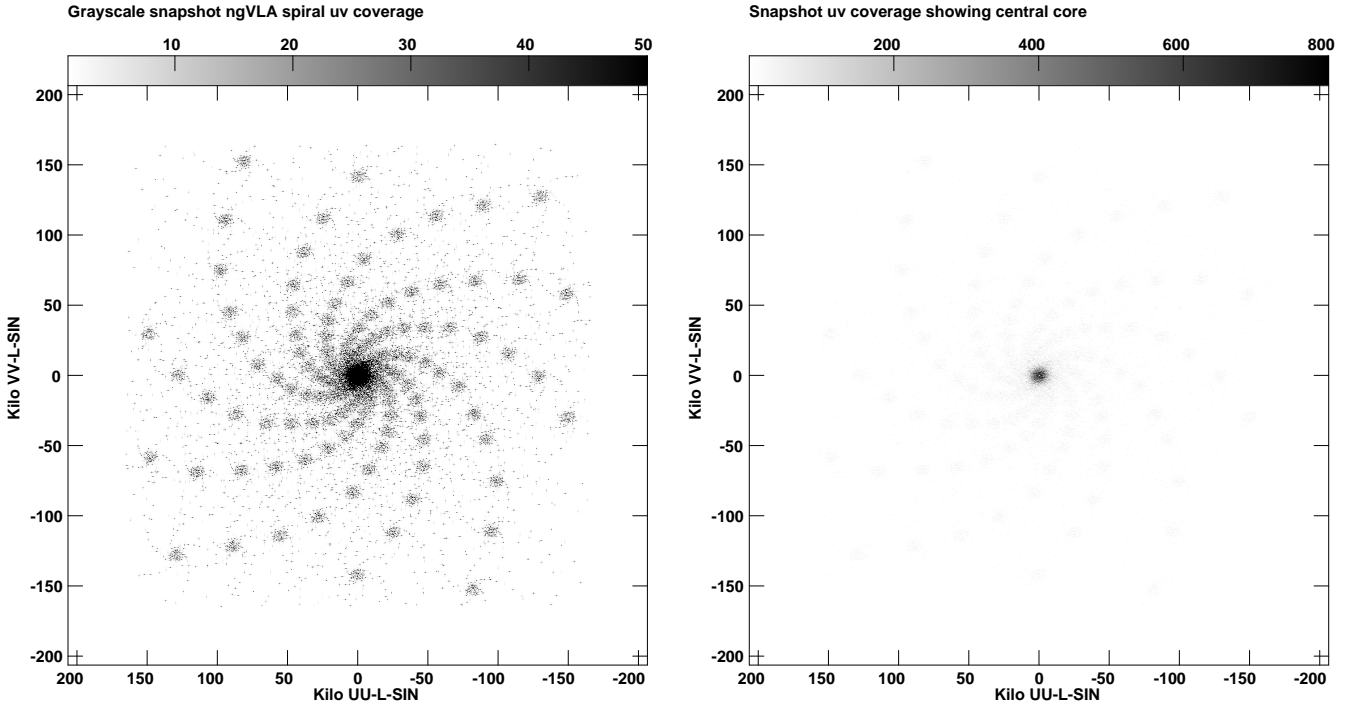 Grayscale snapshot ngVLA spiral uv coverage
10 20 30 40 50
200
150
100
50
0
-50
-100
-150
-200
Kilo VV-L-SIN
200 150 100 50 0 -50 -100 -150 -200
Kilo UU-L-SIN
Snapshot uv coverage showing central core
200 400 600 800
200
150
100
50
0
-50
-100
-150
-200
Kilo VV-L-SIN
200 150 100 50 0 -50 -100 -150 -200
Kilo UU-L-SIN